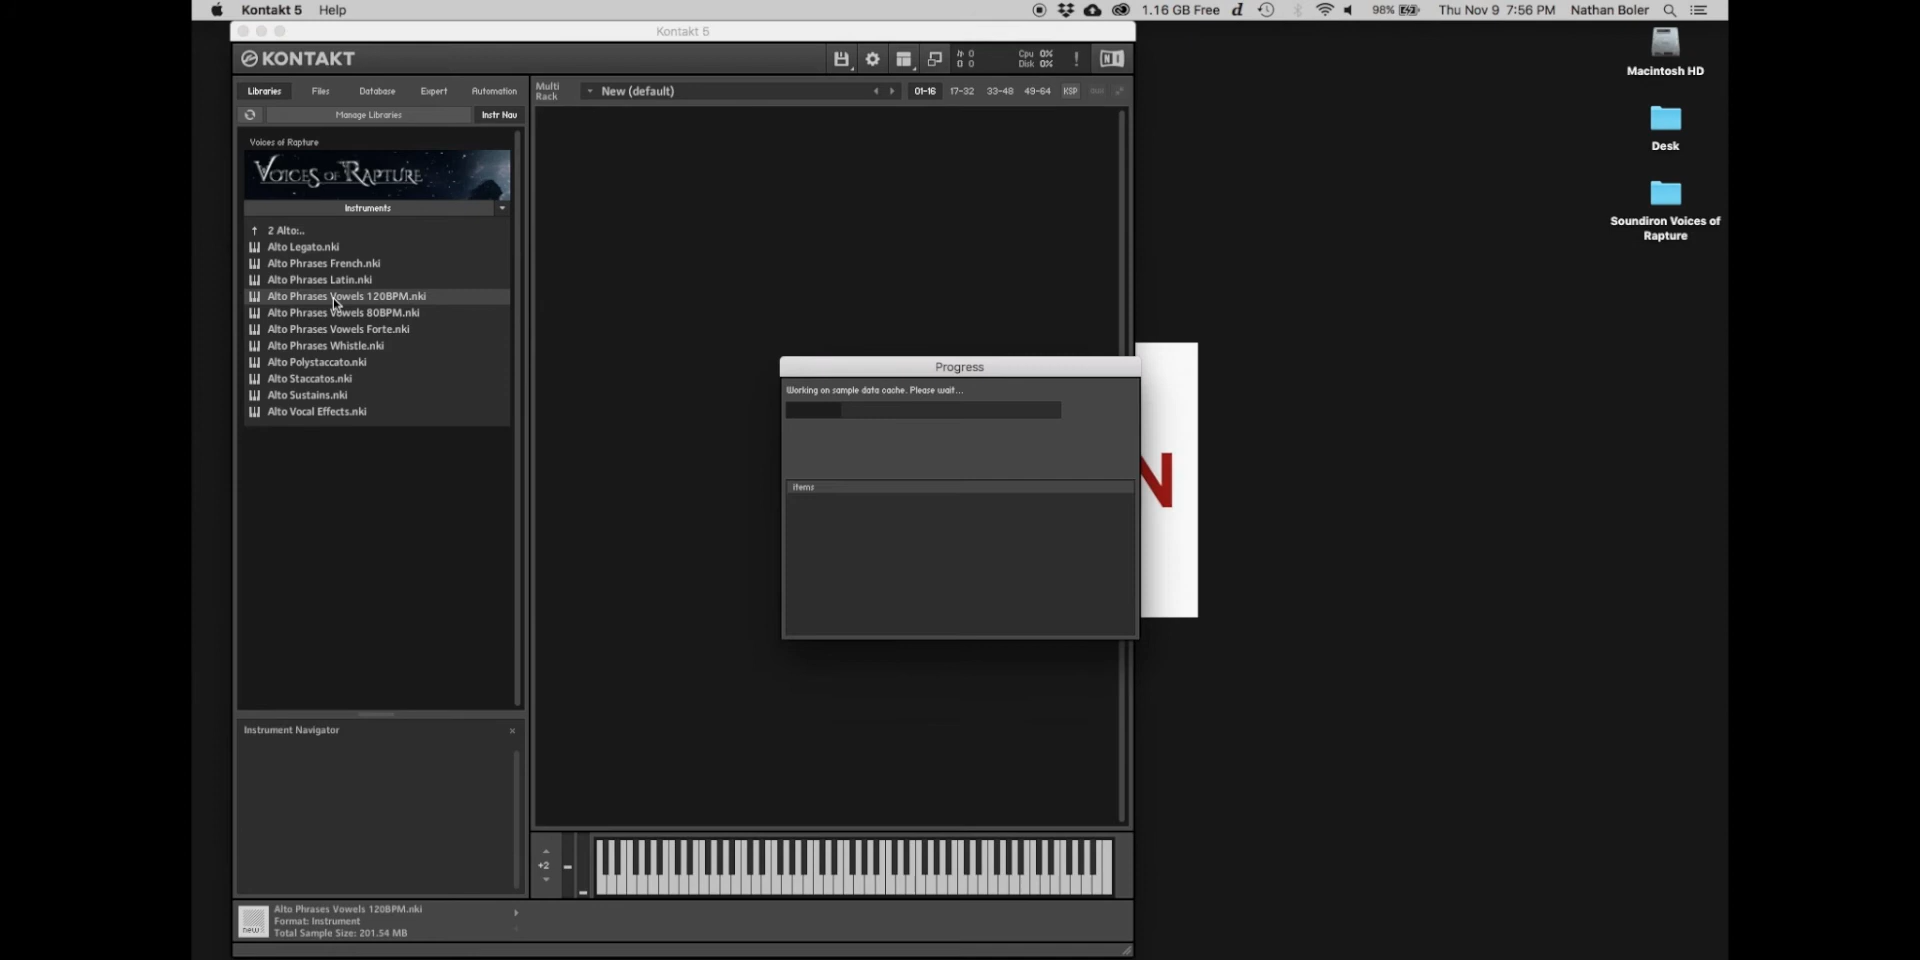 Kontakt 5 Help
1.16 GB Free 98% Thu Nov 9 7:56 PM Nathan Boler
Kontakt 5
KONTAKT
0
0 0
Cpu 0%
Disk 0%
!
NI
Libraries Files Database Expert Automation
Multi
Rack
New (default)
01-16 17-32 33-48 49-64 KSP
Manage Libraries
Instr Nav
Voices of Rapture
VOICES OF RAPTURE
Instruments
2 Alto:..
Alto Legato.nki
Alto Phrases French.nki
Alto Phrases Latin.nki
Alto Phrases Vowels 120BPM.nki
Alto Phrases Vowels 80BPM.nki
Alto Phrases Vowels Forte.nki
Alto Phrases Whistle.nki
Alto Polystaccato.nki
Alto Staccatos.nki
Alto Sustains.nki
Alto Vocal Effects.nki
Progress
Working on sample data cache. Please wait...
items
N
Instrument Navigator
x
+2
new
Alto Phrases Vowels 120BPM.nki
Format: Instrument
Total Sample Size: 201.54 MB
Macintosh HD
Desk
Soundiron Voices of
Rapture